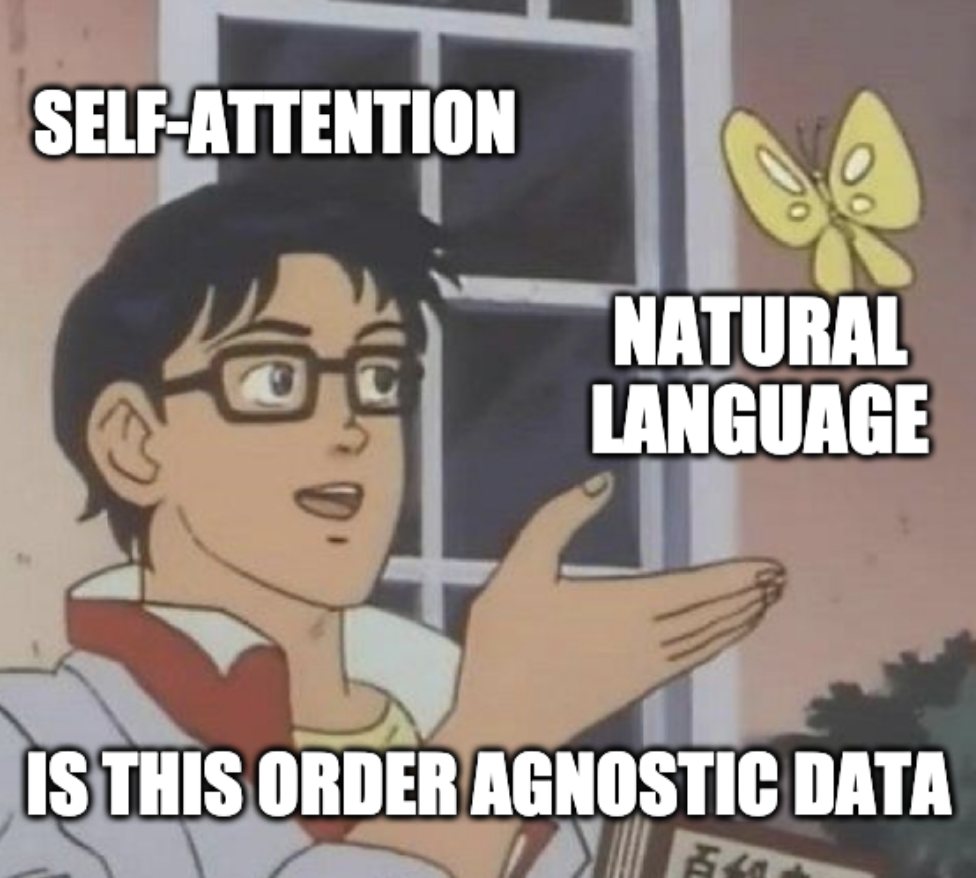 SELF-ATTENTION
NATURAL
LANGUAGE
IS THIS ORDER AGNOSTIC DATA